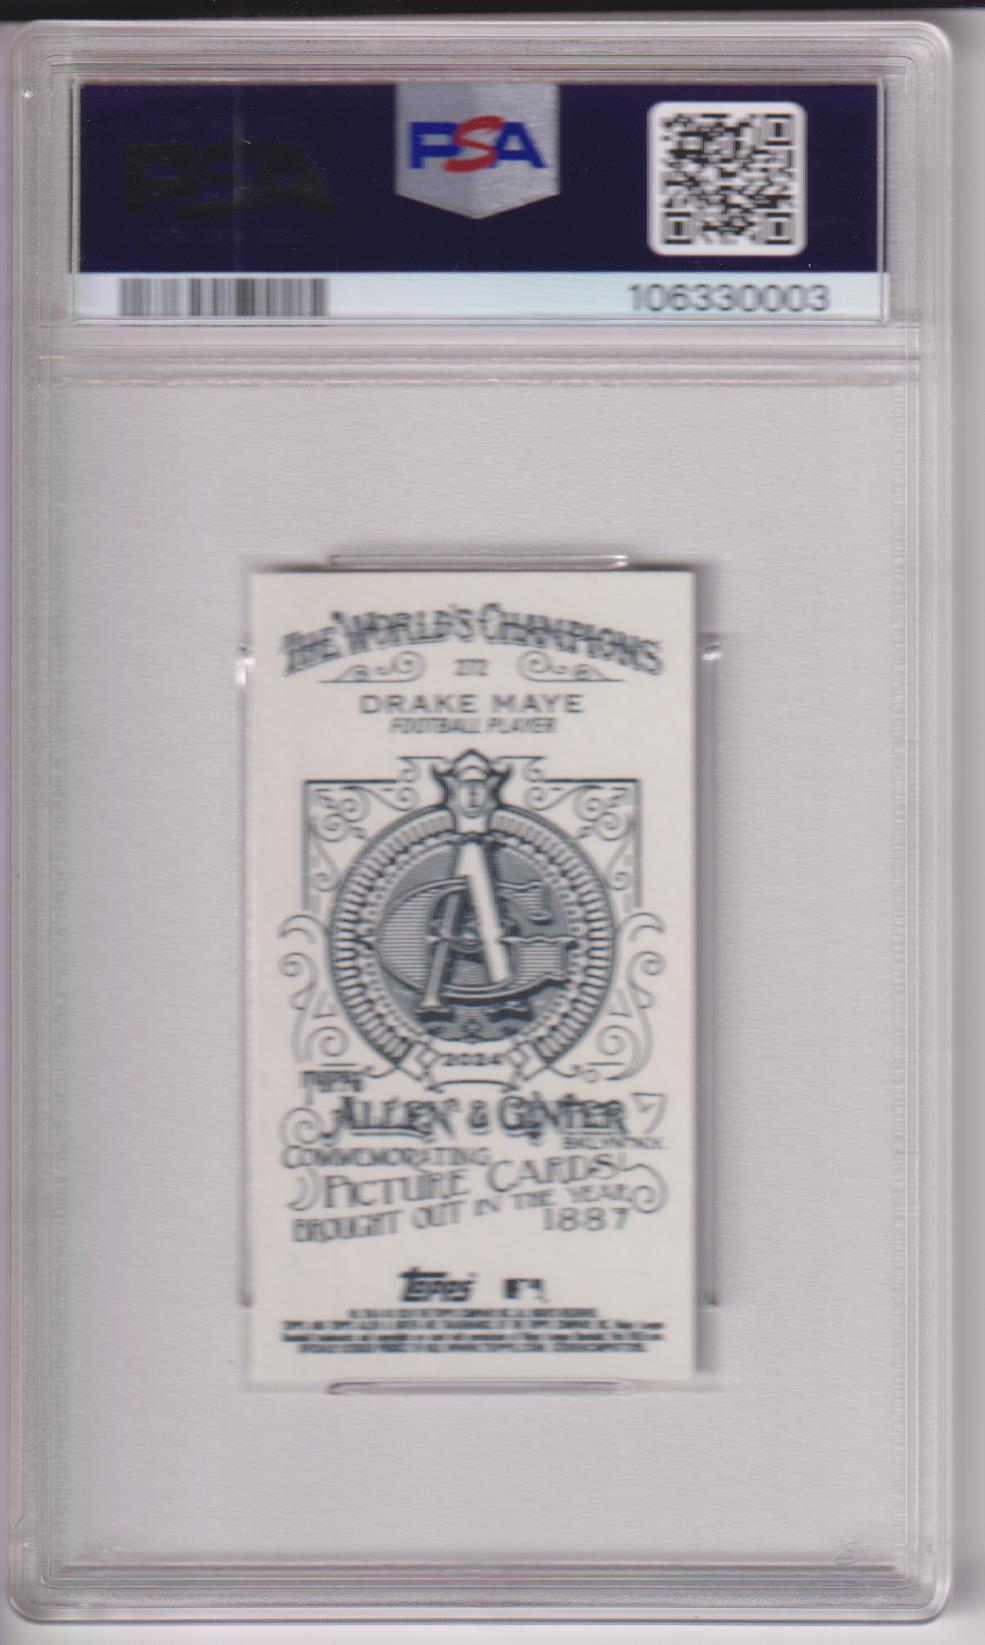 PSA
PSA
106330003
THE WORLD'S CHAMPIONS
272
DRAKE MAYE
FOOTBALL PLAYER
2024
TOPPS
ALLEN & GINTER
COMMEMORATING
PICTURE CARDS
BROUGHT OUT IN THE YEAR
1887
Topps